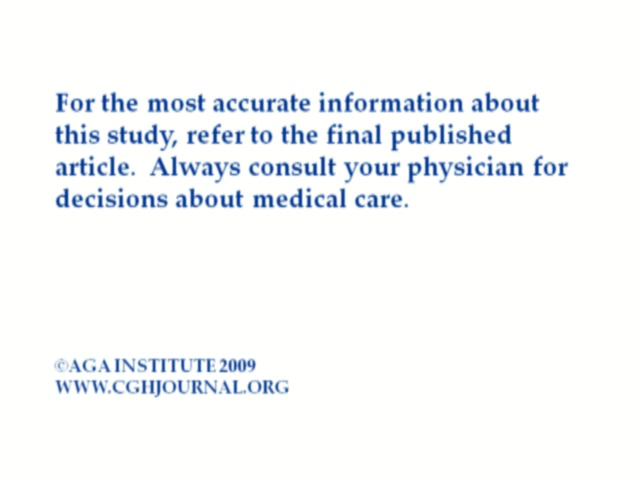 For the most accurate information about
this study, refer to the final published
article. Always consult your physician for
decisions about medical care.
©AGA INSTITUTE 2009
WWW.CGHJOURNAL.ORG